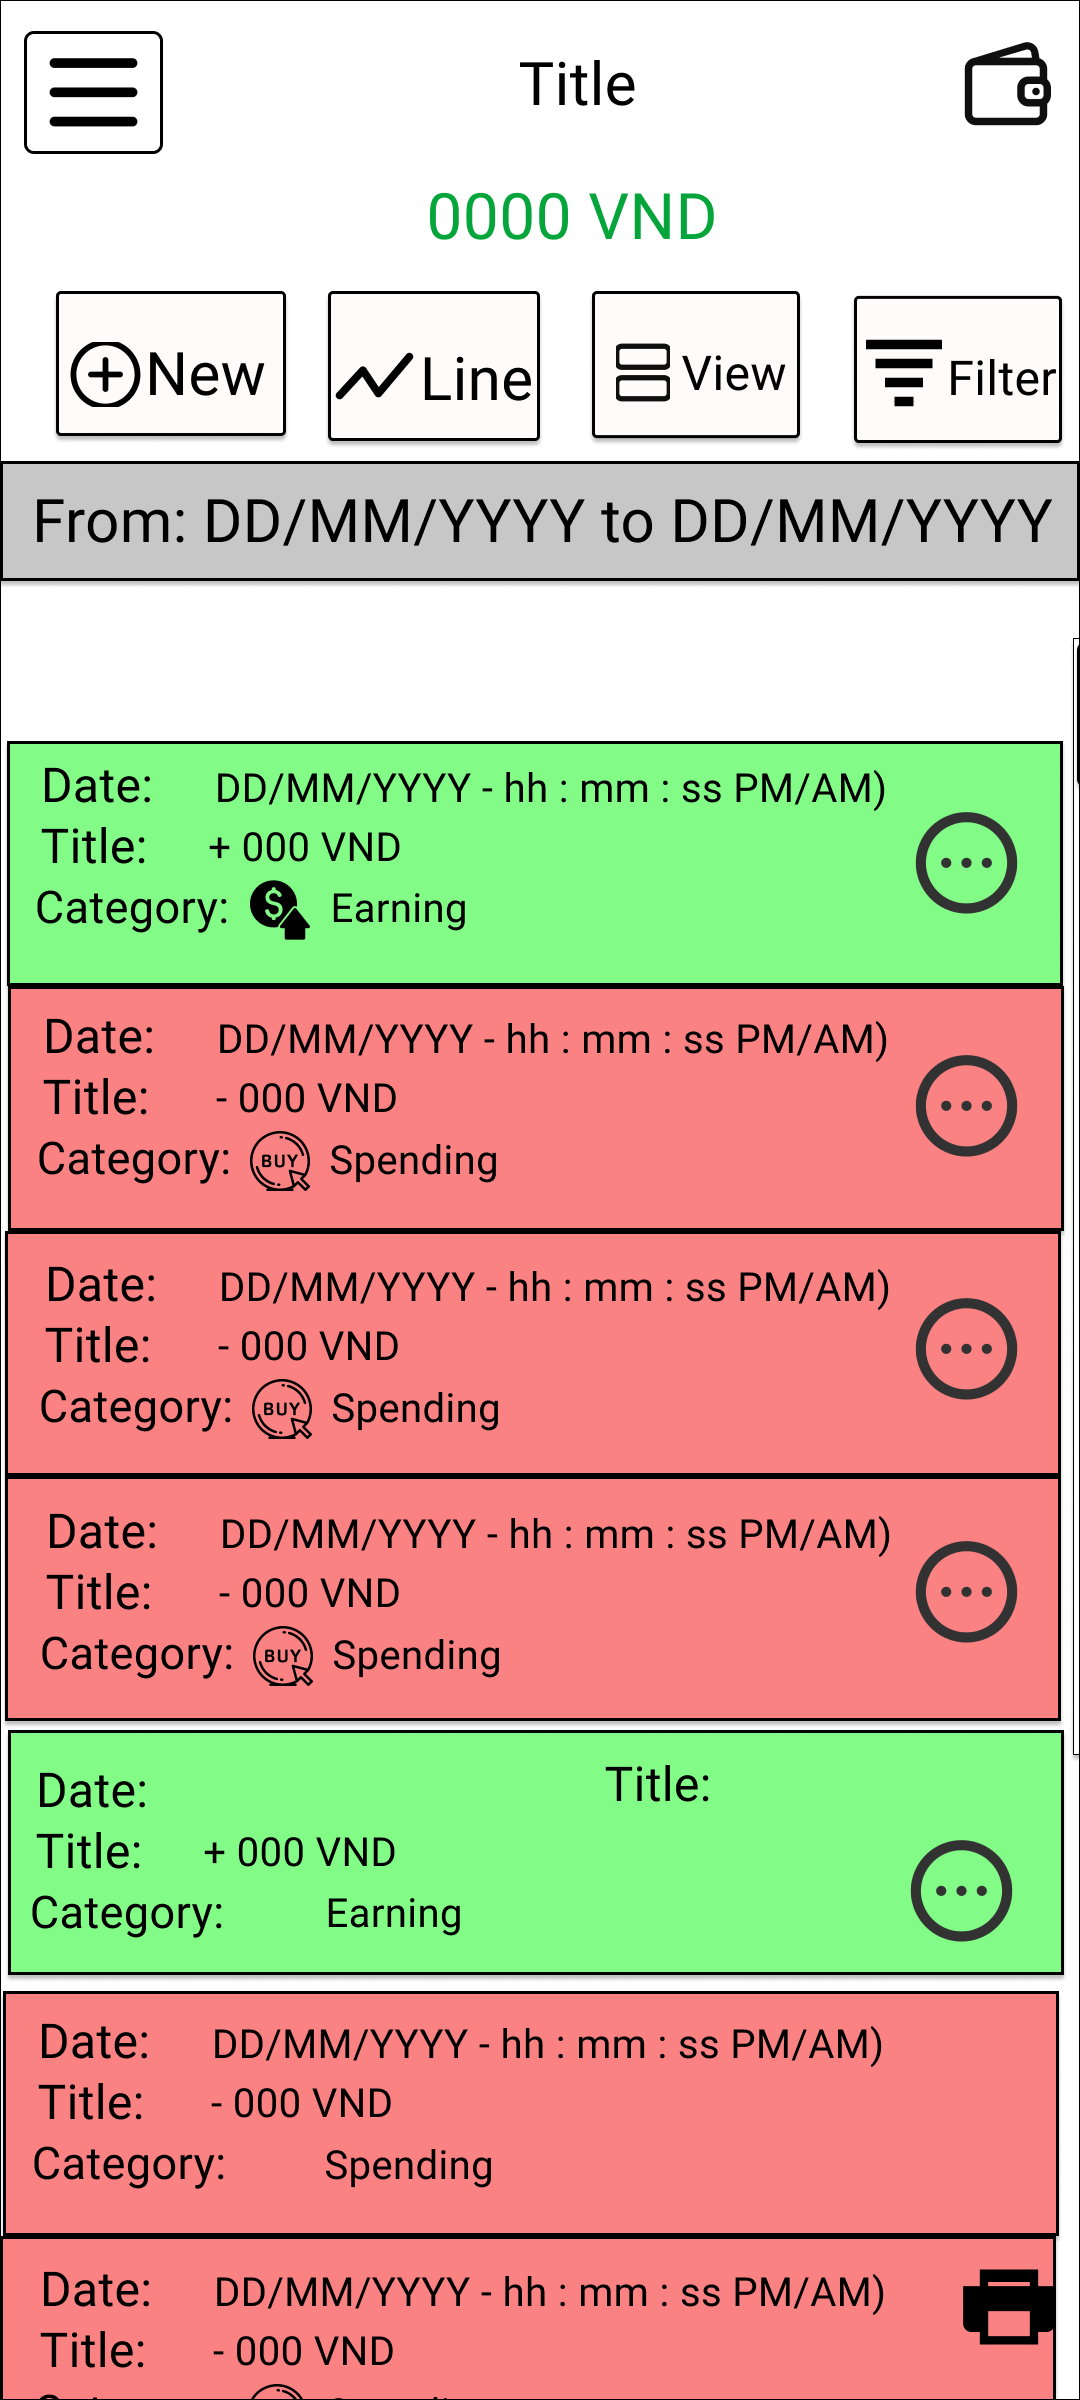 Title
0000 VND
New Line View Filter
From: DD/MM/YYYY to DD/MM/YYYY
Date: DD/MM/YYYY - hh : mm : ss PM/AM)
Title: + 000 VND
Category: $ Earning
Date: DD/MM/YYYY - hh : mm : ss PM/AM)
Title: - 000 VND
Category: BUY Spending
Date: DD/MM/YYYY - hh : mm : ss PM/AM)
Title: - 000 VND
Category: BUY Spending
Date: DD/MM/YYYY - hh : mm : ss PM/AM)
Title: - 000 VND
Category: BUY Spending
Date: Title:
Title: + 000 VND
Category: Earning
Date: DD/MM/YYYY - hh : mm : ss PM/AM)
Title: - 000 VND
Category: Spending
Date: DD/MM/YYYY - hh : mm : ss PM/AM)
Title: - 000 VND